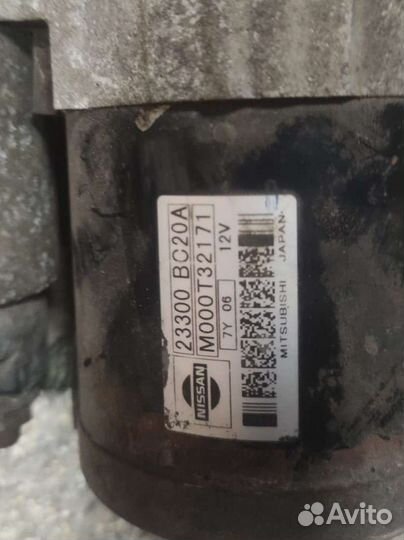 23300 BC20A
M000T32171
7Y 06 12V
MITSUBISHI JAPAN
NISSAN
Avito